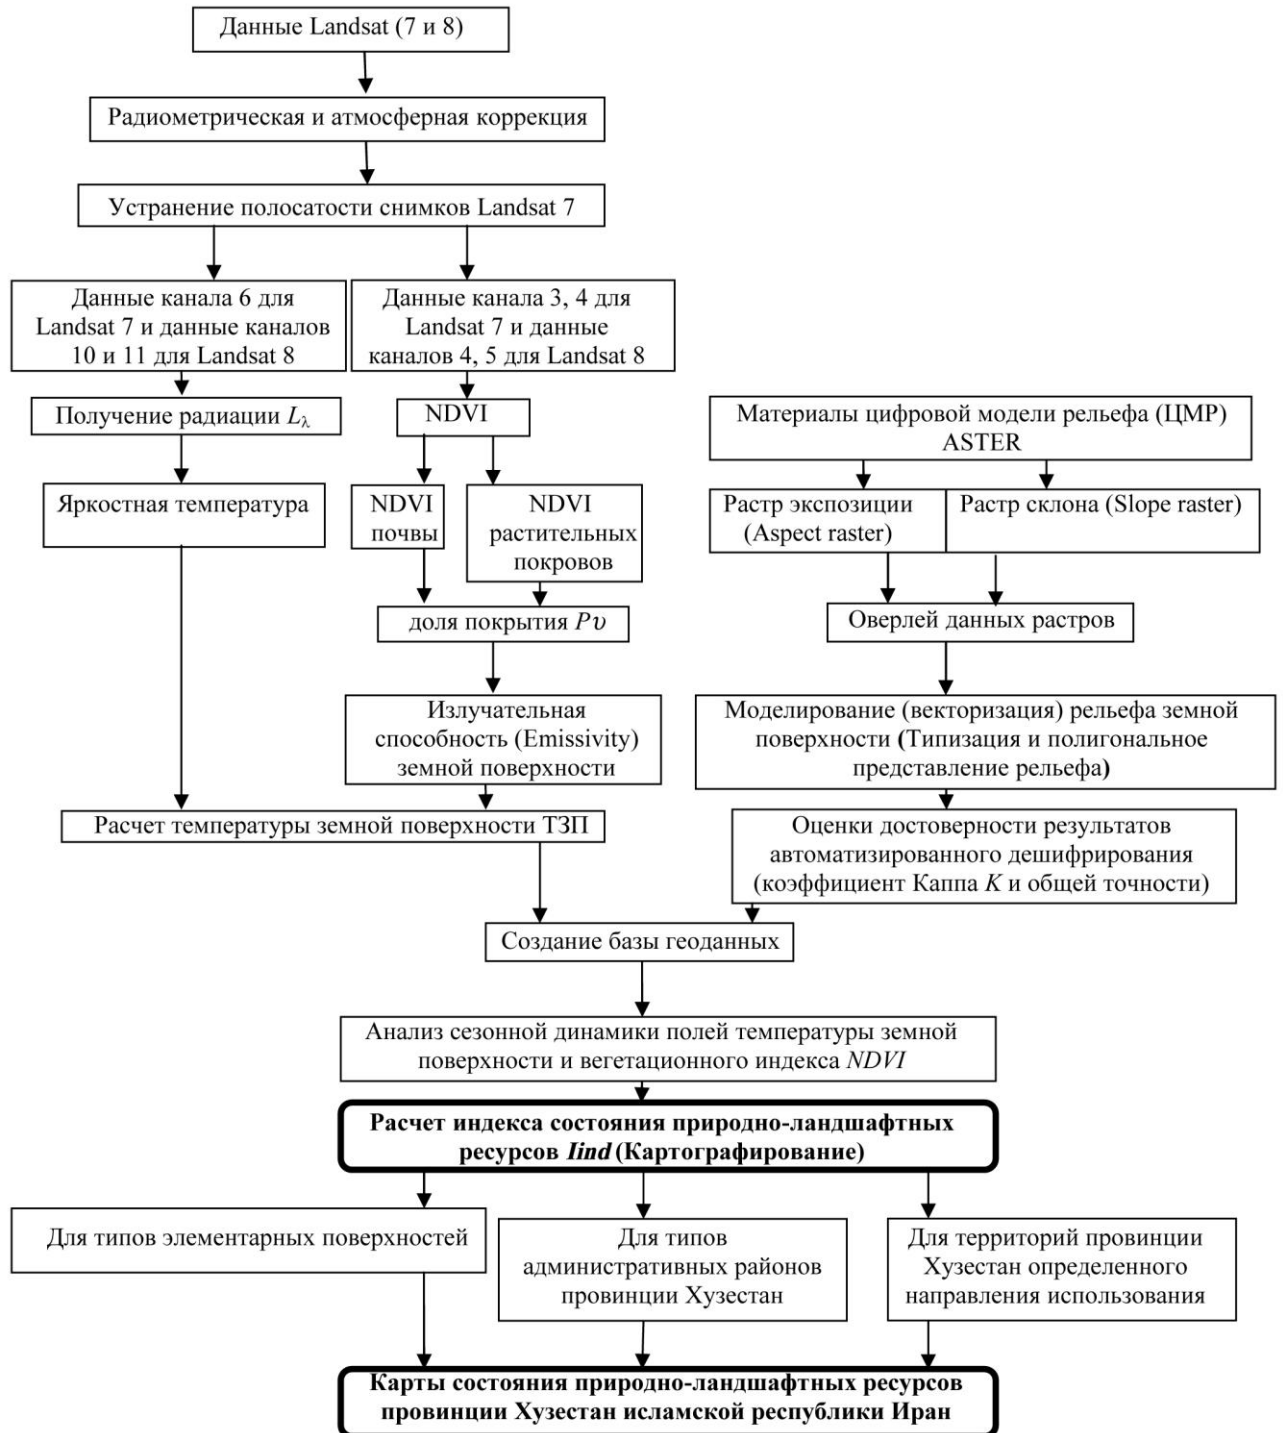 Данные Landsat (7 и 8)
Радиометрическая и атмосферная коррекция
Устранение полосатости снимков Landsat 7
Данные канала 6 для
Landsat 7 и данные каналов
10 и 11 для Landsat 8
Данные канала 3, 4 для
Landsat 7 и данные
каналов 4, 5 для Landsat 8
Получение радиации Lλ
NDVI
Яркостная температура
NDVI
почвы
NDVI
растительных
покровов
доля покрытия Pυ
Излучательная
способность (Emissivity)
земной поверхности
Расчет температуры земной поверхности ТЗП
Материалы цифровой модели рельефа (ЦМР)
ASTER
Растр экспозиции
(Aspect raster)
Растр склона (Slope raster)
Оверлей данных растров
Моделирование (векторизация) рельефа земной
поверхности (Типизация и полигональное
представление рельефа)
Оценки достоверности результатов
автоматизированного дешифрирования
(коэффициент Каппа K и общей точности)
Создание базы геоданных
Анализ сезонной динамики полей температуры земной
поверхности и вегетационного индекса NDVI
Расчет индекса состояния природно-ландшафтных
ресурсов Iind (Картографирование)
Для типов элементарных поверхностей
Для типов
административных районов
провинции Хузестан
Для территорий провинции
Хузестан определенного
направления использования
Карты состояния природно-ландшафтных ресурсов
провинции Хузестан исламской республики Иран